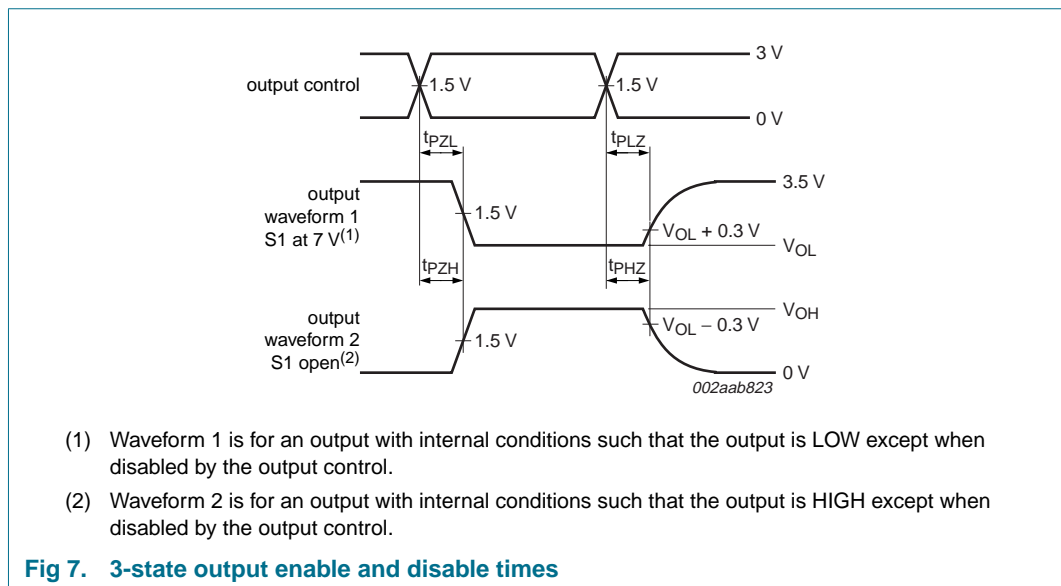 3 V
output control
1.5 V
1.5 V
0 V
tPZL
tPLZ
3.5 V
output
waveform 1
S1 at 7 V(1)
1.5 V
VOL + 0.3 V
VOL
tPZH
tPHZ
VOH
output
waveform 2
S1 open(2)
1.5 V
VOL − 0.3 V
0 V
002aab823
(1) Waveform 1 is for an output with internal conditions such that the output is LOW except when
disabled by the output control.
(2) Waveform 2 is for an output with internal conditions such that the output is HIGH except when
disabled by the output control.
Fig 7. 3-state output enable and disable times